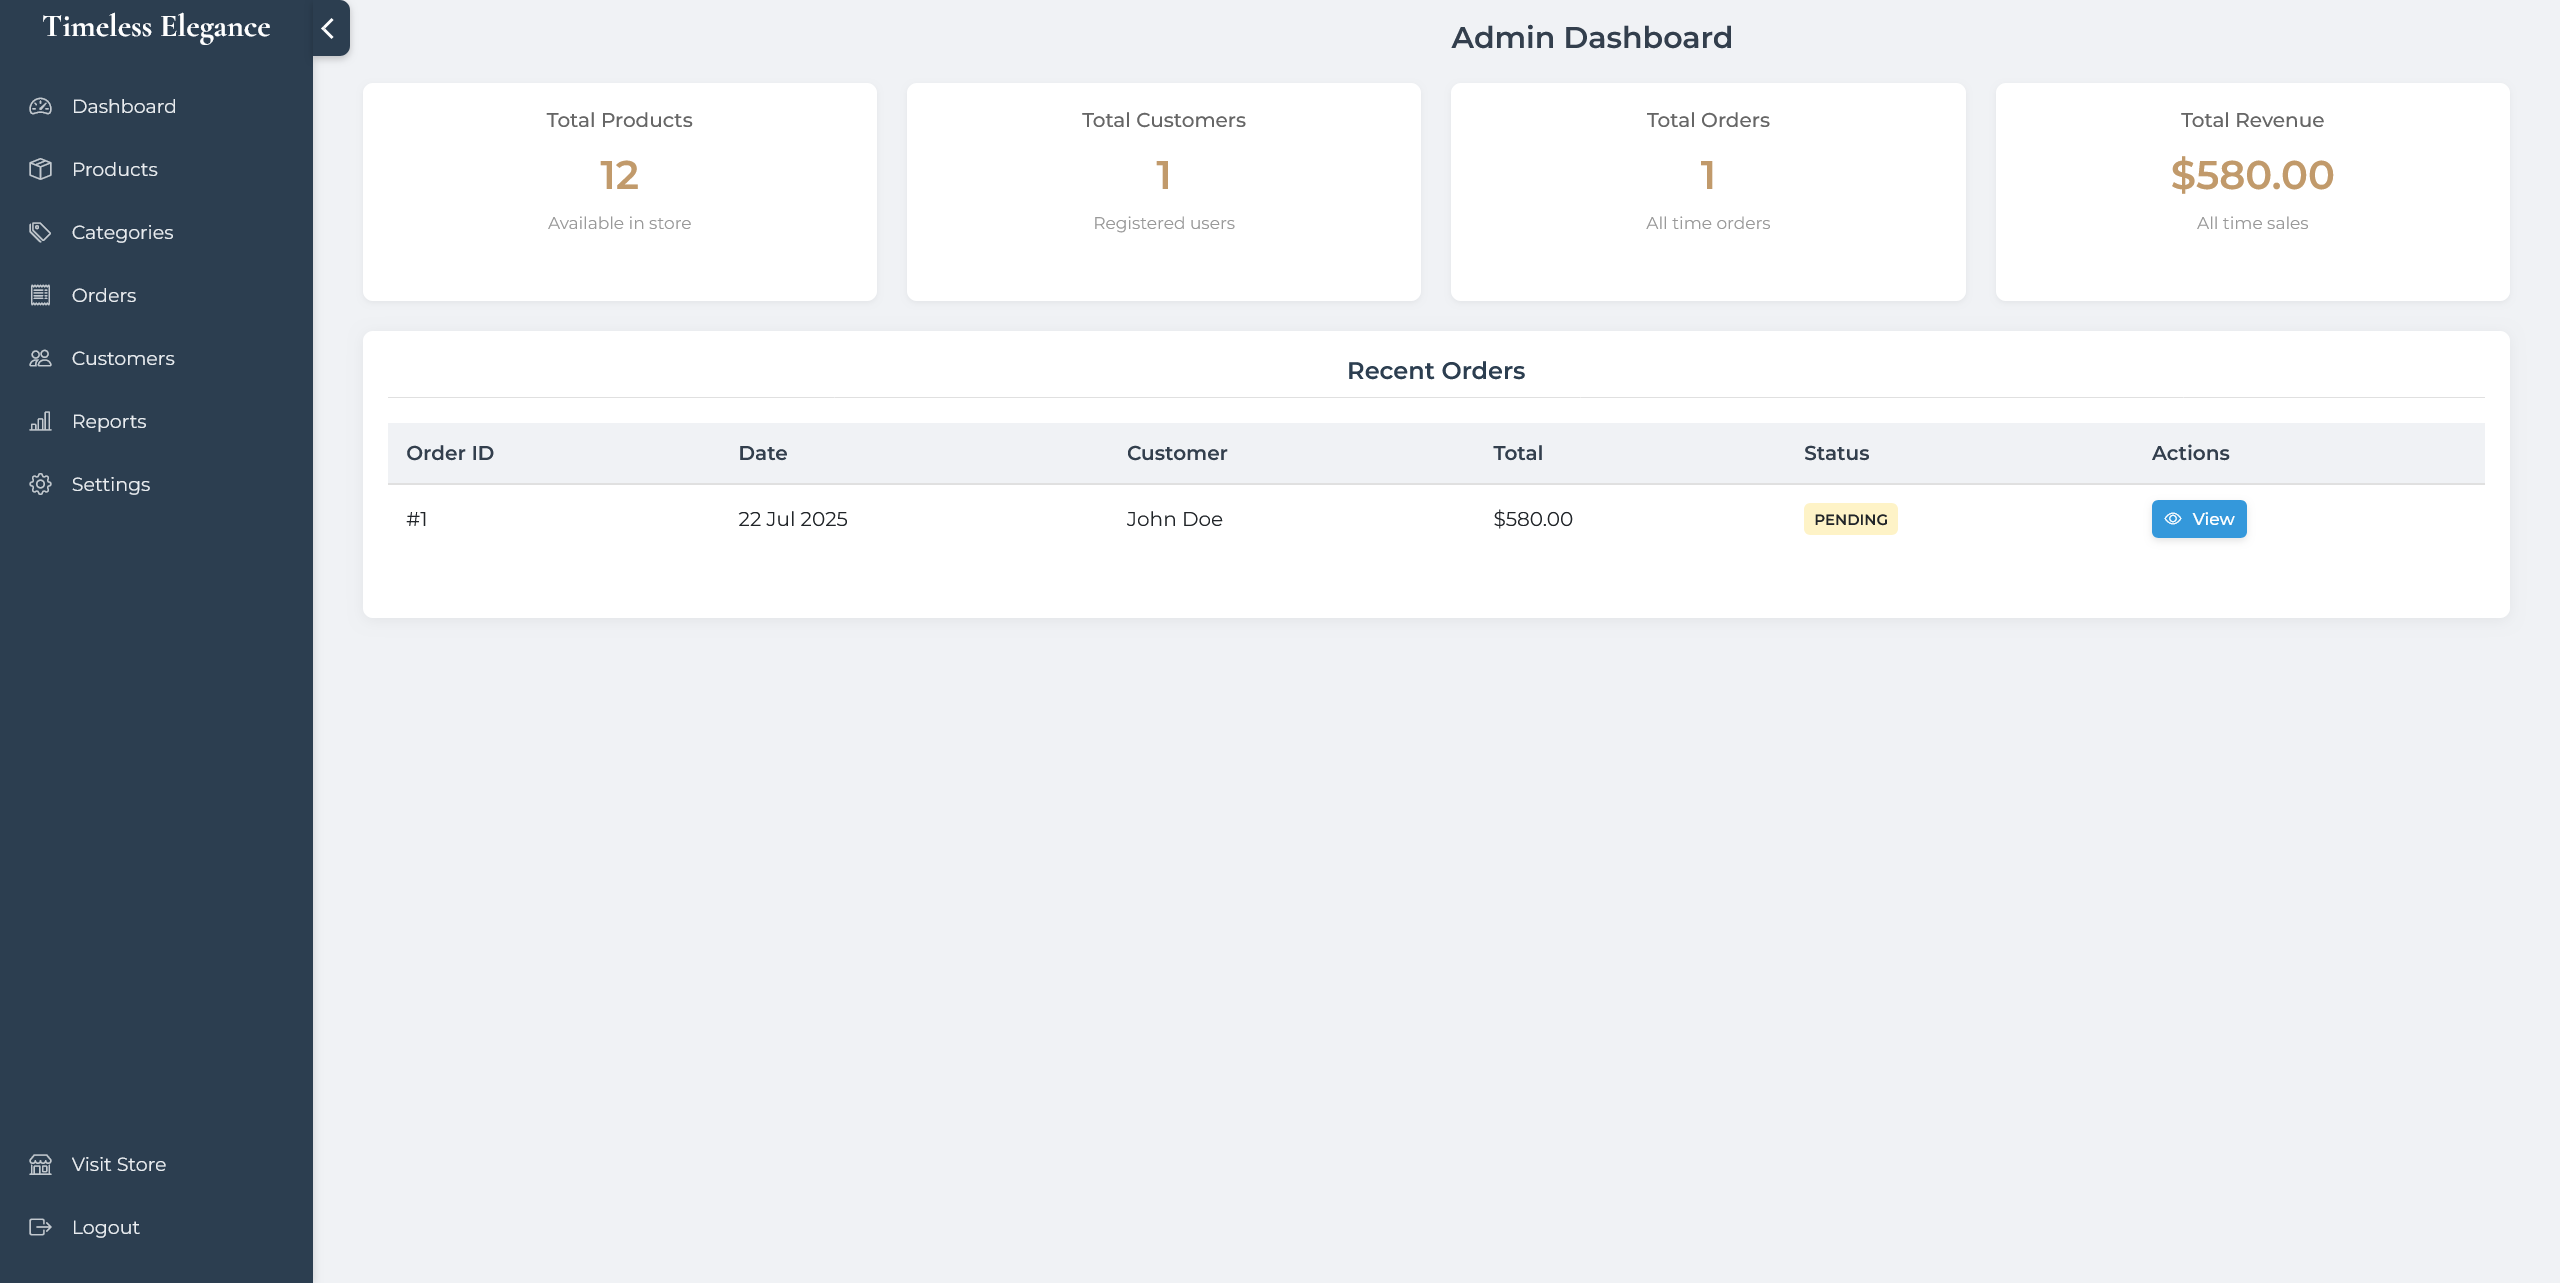 Timeless Elegance
Dashboard
Products
Categories
Orders
Customers
Reports
Settings
Visit Store
Logout
Admin Dashboard
Total Products
12
Available in store
Total Customers
1
Registered users
Total Orders
1
All time orders
Total Revenue
$580.00
All time sales
Recent Orders
Order ID Date Customer Total Status Actions
#1 22 Jul 2025 John Doe $580.00 PENDING View